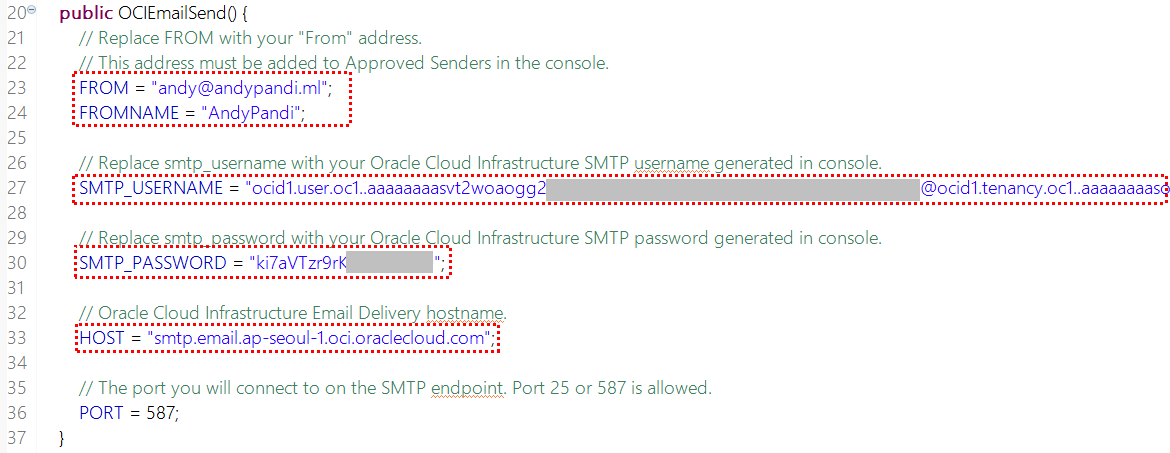 20 public OCIEmailSend() {
21 // Replace FROM with your "From" address.
22 // This address must be added to Approved Senders in the console.
23 FROM = "andy@andypandi.ml";
24 FROMNAME = "AndyPandi";
25
26 // Replace smtp_username with your Oracle Cloud Infrastructure SMTP username generated in console.
27 SMTP_USERNAME = "ocid1.user.oc1..aaaaaaaasvt2woaogg2 @ocid1.tenancy.oc1..aaaaaaaaso
28
29 // Replace smtp_password with your Oracle Cloud Infrastructure SMTP password generated in console.
30 SMTP_PASSWORD = "ki7aVTzr9rK ";
31
32 // Oracle Cloud Infrastructure Email Delivery hostname.
33 HOST = "smtp.email.ap-seoul-1.oci.oraclecloud.com";
34
35 // The port you will connect to on the SMTP endpoint. Port 25 or 587 is allowed.
36 PORT = 587;
37 }